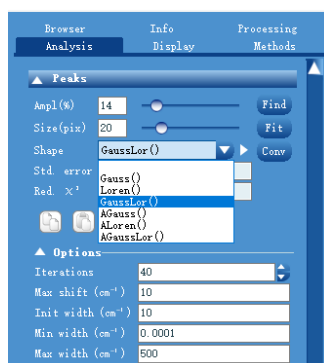 Browser Info Processing
Analysis Display Methods
Peaks
Ampl(%) 14 Find
Size(pix) 20 Fit
Shape GaussLor() Conv
Std. error
Gauss()
Red. χ² Loren()
GaussLor()
AGauss()
ALoren()
AGaussLor()
Options
Iterations 40
Max shift (cm⁻¹) 10
Init width (cm⁻¹) 10
Min width (cm⁻¹) 0.0001
Max width (cm⁻¹) 500